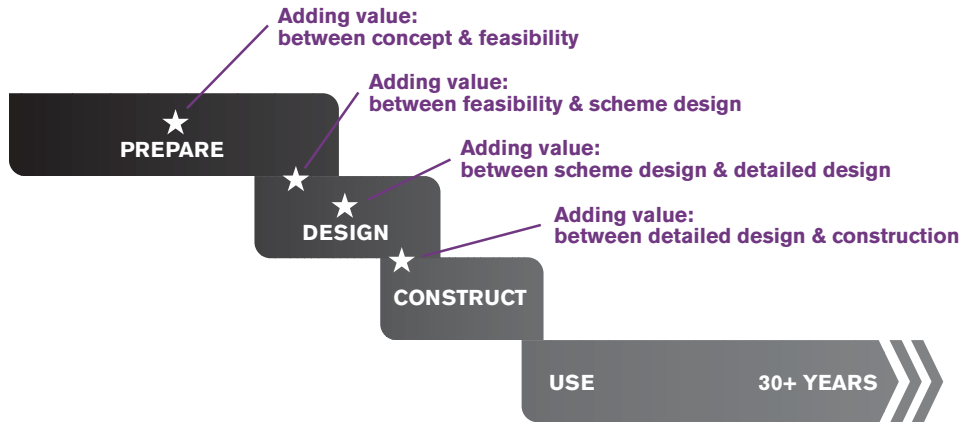 Adding value:
between concept & feasibility
Adding value:
between feasibility & scheme design
PREPARE
Adding value:
between scheme design & detailed design
DESIGN
Adding value:
between detailed design & construction
CONSTRUCT
USE
30+ YEARS